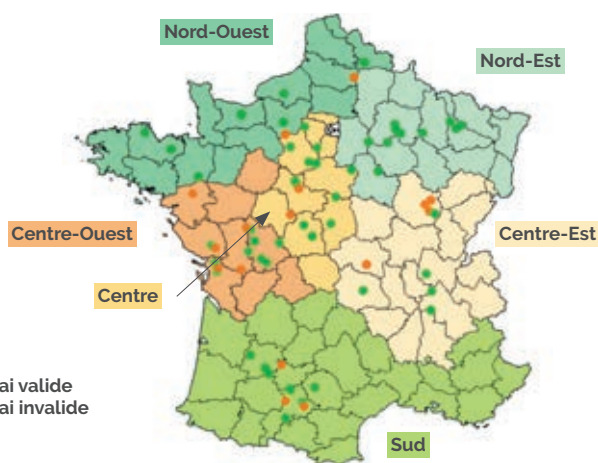 Nord-Ouest
Nord-Est
Centre-Ouest
Centre-Est
Centre
ai valide
ai invalide
Sud